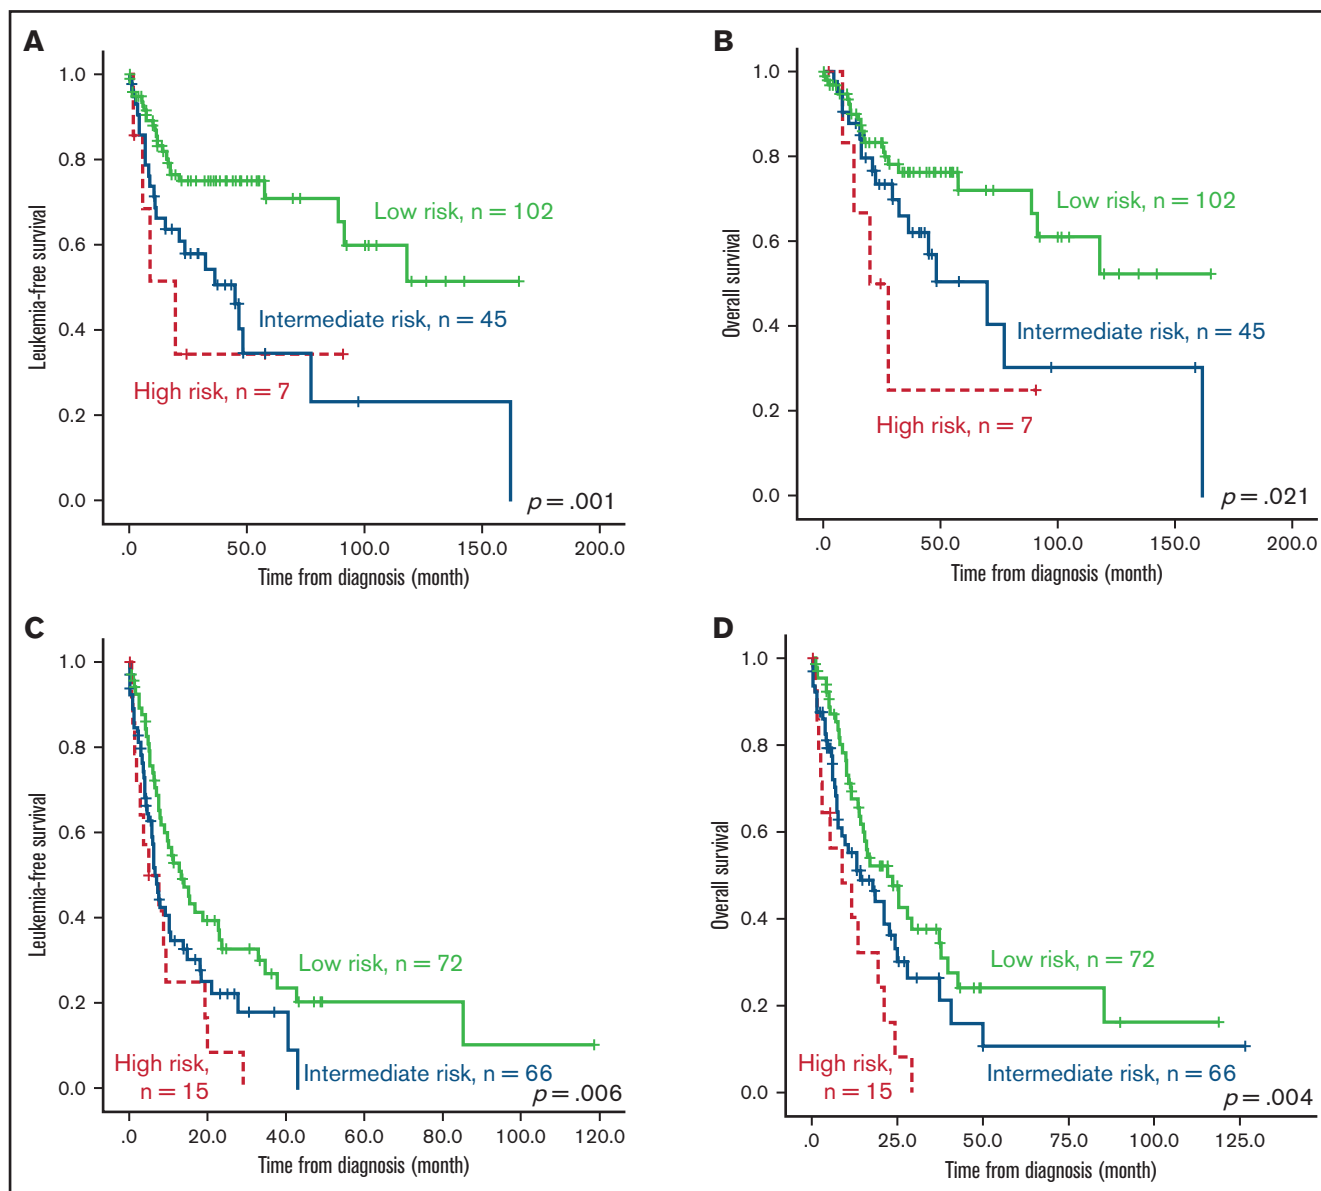 A
Leukemia-free survival
1.0
0.8
0.6
0.4
0.2
0.0
Low risk, n = 102
Intermediate risk, n = 45
High risk, n = 7
p = .001
.0 50.0 100.0 150.0 200.0
Time from diagnosis (month)
B
Overall survival
1.0
0.8
0.6
0.4
0.2
0.0
Low risk, n = 102
Intermediate risk, n = 45
High risk, n = 7
p = .021
.0 50.0 100.0 150.0 200.0
Time from diagnosis (month)
C
Leukemia-free survival
1.0
0.8
0.6
0.4
0.2
0.0
Low risk, n = 72
High risk,
n = 15
Intermediate risk, n = 66
p = .006
.0 20.0 40.0 60.0 80.0 100.0 120.0
Time from diagnosis (month)
D
Overall survival
1.0
0.8
0.6
0.4
0.2
0.0
Low risk, n = 72
High risk,
n = 15
Intermediate risk, n = 66
p = .004
.0 25.0 50.0 75.0 100.0 125.0
Time from diagnosis (month)